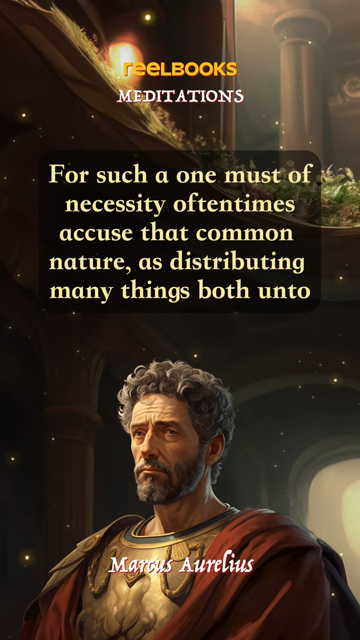 reelbooks
MEDITATIONS
For such a one must of
necessity oftentimes
accuse that common
nature, as distributing
many things both unto
Marcus Aurelius